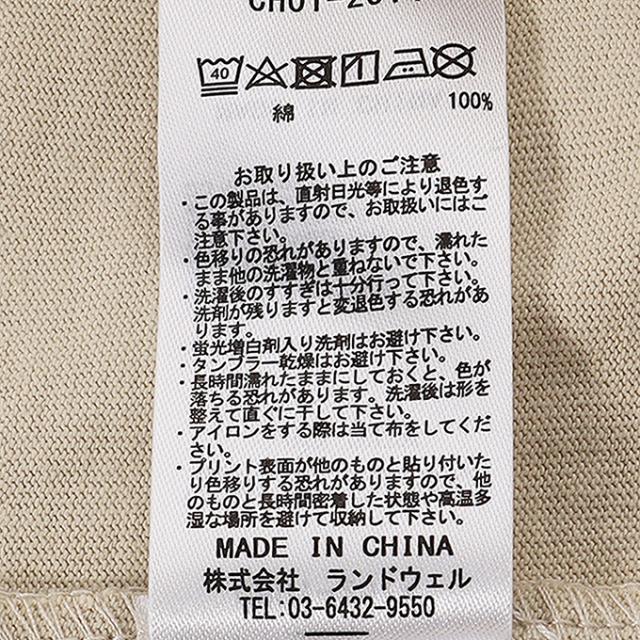 40
綿 100%
お取り扱い上のご注意
・この製品は、直射日光等により退色す
る事がありますので、お取扱いにはご
注意下さい。
・色移りの恐れがありますので、濡れた
まま他の洗濯物と重ねないで下さい。
・洗濯後のすすぎは十分行って下さい。
洗剤が残りますと変退色する恐れがあ
ります。
・蛍光増白剤入り洗剤はお避け下さい。
・タンブラー乾燥はお避け下さい。
・長時間濡れたままにしておくと、色が
落ちる恐れがあります。洗濯後は形を
整えて直ぐに干して下さい。
・アイロンをする際は当て布をしてくだ
さい。
・プリント表面が他のものと貼り付いた
り色移りする恐れがありますので、他
のものと長時間密着した状態や高温多
湿な場所を避けて収納して下さい。
MADE IN CHINA
株式会社 ランドウェル
TEL:03-6432-9550